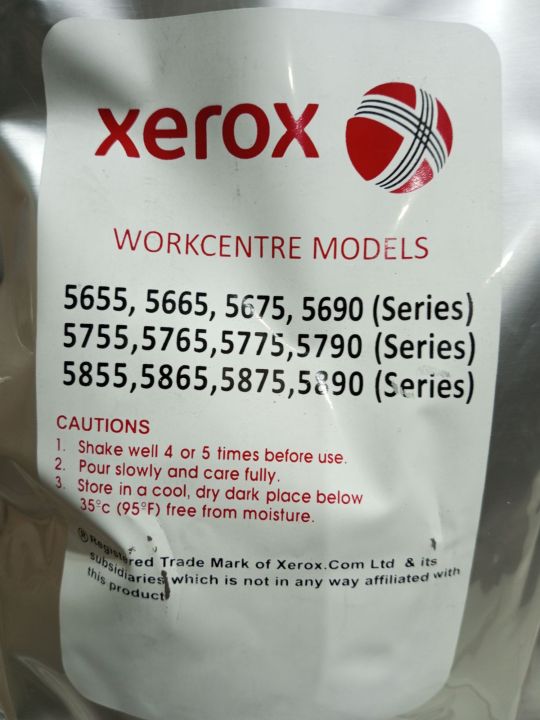 xerox
WORKCENTRE MODELS
5655, 5665, 5675, 5690 (Series)
5755,5765,5775,5790 (Series)
5855,5865,5875,5890 (Series)
CAUTIONS
1. Shake well 4 or 5 times before use.
2. Pour slowly and care fully.
3. Store in a cool, dry dark place below
35ºc (95ºF) free from moisture.
®Registered Trade Mark of Xerox.Com Ltd & its
subsidiaries which is not in any way affiliated with
this product